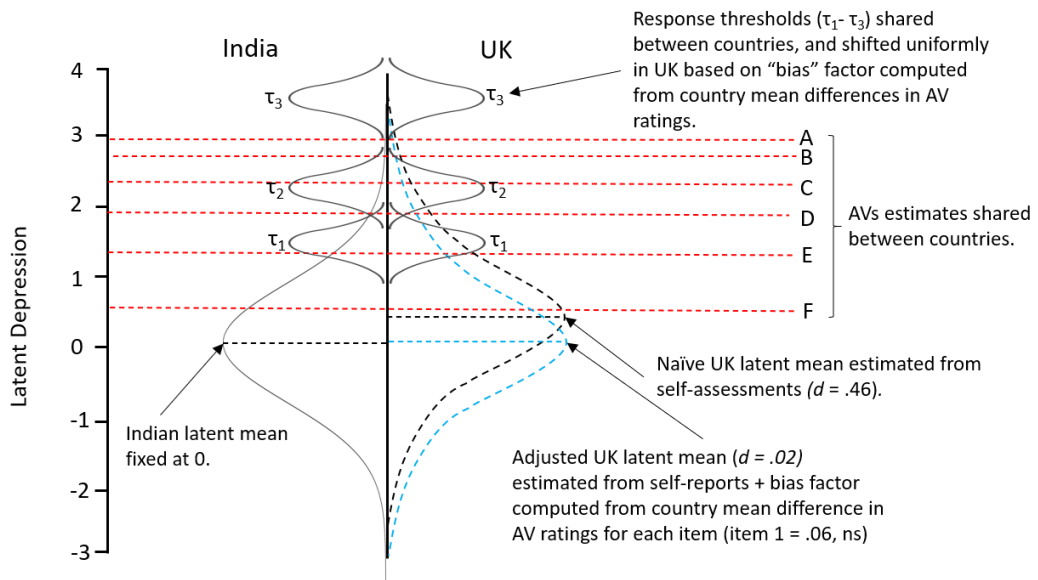 Response thresholds (τ1- τ3) shared
between countries, and shifted uniformly
in UK based on “bias” factor computed
from country mean differences in AV
ratings.
India
UK
4
3
2
1
0
-1
-2
-3
Latent Depression
τ3
τ3
τ2
τ2
τ1
τ1
A
B
C
D
E
F
AVs estimates shared
between countries.
Naïve UK latent mean estimated from
self-assessments (d = .46).
Indian latent mean
fixed at 0.
Adjusted UK latent mean (d = .02)
estimated from self-reports + bias factor
computed from country mean difference in
AV ratings for each item (item 1 = .06, ns)